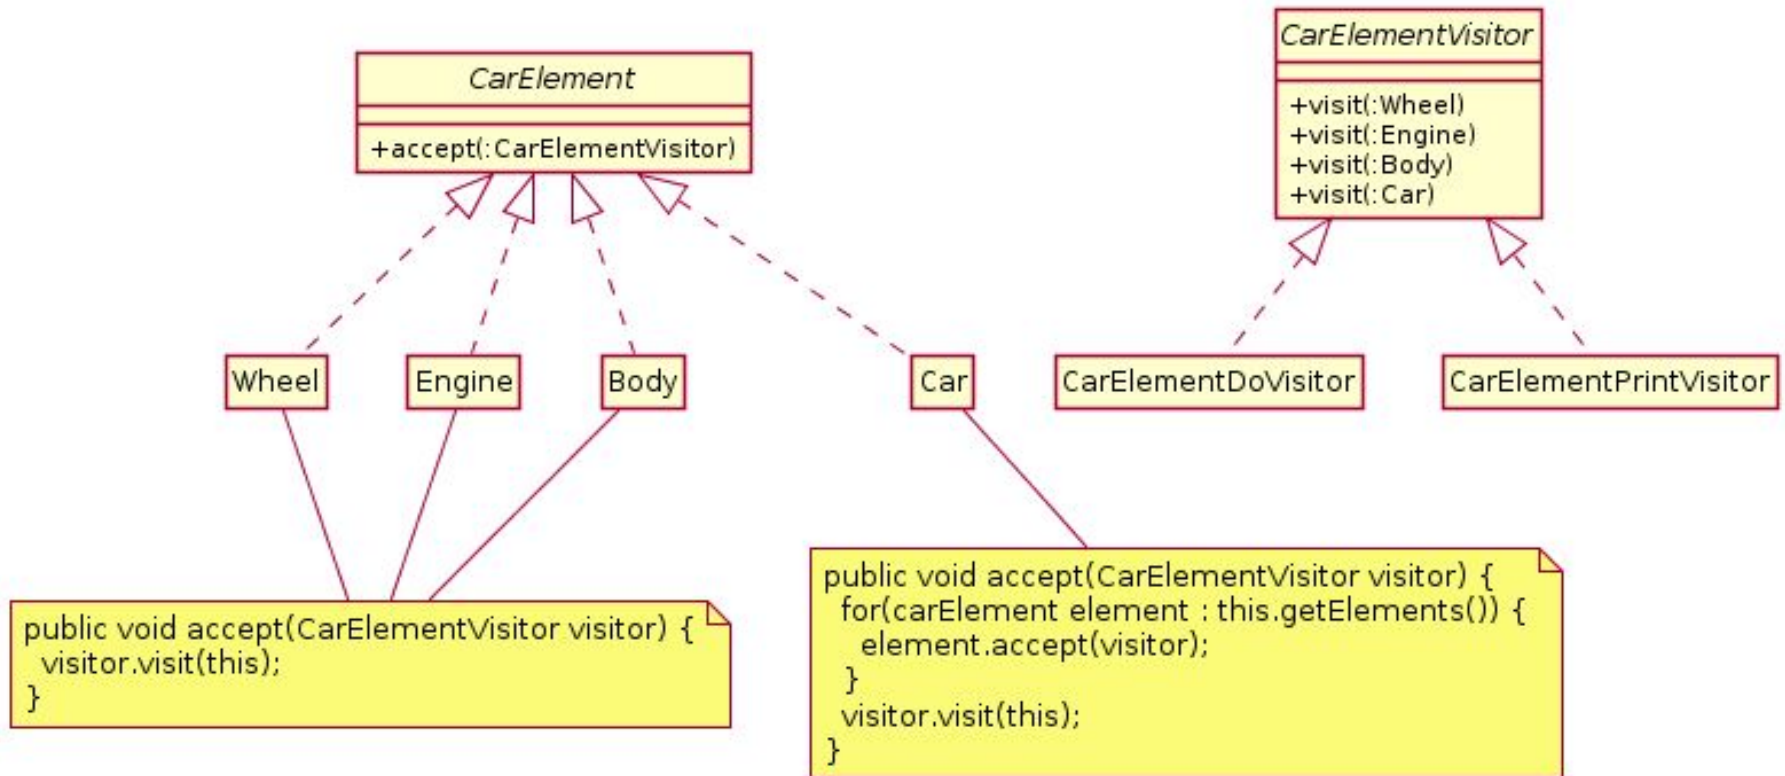 CarElement
+accept(:CarElementVisitor)
CarElementVisitor
+visit(:Wheel)
+visit(:Engine)
+visit(:Body)
+visit(:Car)
Wheel
Engine
Body
Car
CarElementDoVisitor
CarElementPrintVisitor
public void accept(CarElementVisitor visitor) {
visitor.visit(this);
}
public void accept(CarElementVisitor visitor) {
for(carElement element : this.getElements()) {
element.accept(visitor);
}
visitor.visit(this);
}